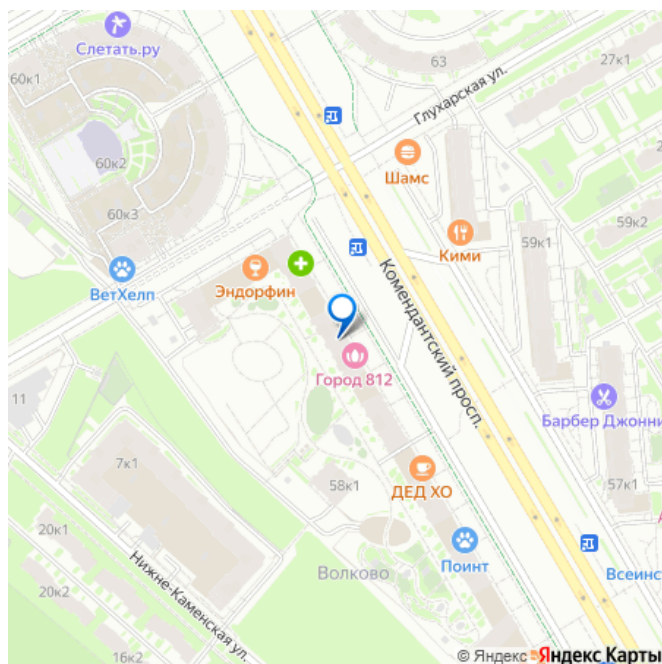 Слетать.ру
60к1
63
Глухарская ул.
27к1
60к2
Шамс
60к3
59к2
59к1
Кими
ВетХелп
Эндорфин
Комендантский просп.
Город 812
11
Барбер Джонни
7к1
ДЕД ХО
58к1
57к1
20к1
Поинт
Всеинст
Волково
Нижне-Каменская ул.
20к2
16к2
© Яндекс Яндекс Карты